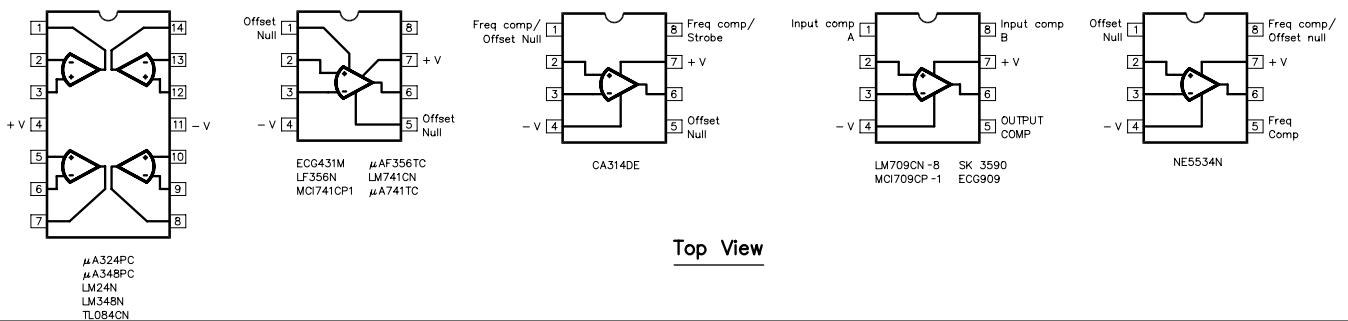 1 14
2 13
3 12
+V 4 11 -V
5 10
6 9
7 8
μA324PC
μA348PC
LM24N
LM348N
TL084CN
Offset
Null
1 8
2 7 +V
3 6
-V 4 5 Offset
Null
ECG431M μAF356TC
LF356N LM741CN
MCI741CP1 μA741TC
Freq comp/
Offset Null 1 8 Freq comp/
Strobe
2 7 +V
3 6
-V 4 5 Offset
Null
CA314DE
Input comp
A 1 8 Input comp
B
2 7 +V
3 6
-V 4 5 OUTPUT
COMP
LM709CN-8 SK 3590
MCI709CP-1 ECG909
Offset
Null 1 8 Freq comp/
Offset null
2 7 +V
3 6
-V 4 5 Freq
Comp
NE5534N
Top View